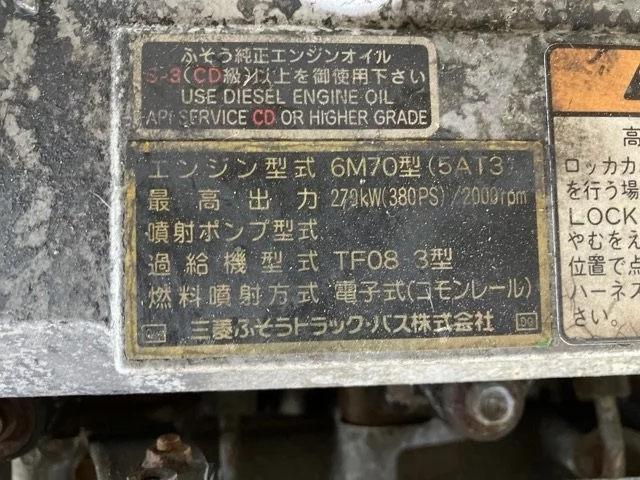 ふそう純正エンジンオイル
S-3(CD級)以上を御使用下さい
USE DIESEL ENGINE OIL
API SERVICE CD OR HIGHER GRADE
エンジン型式 6M70型(5AT3
最高出力 279kW(380PS)/2000rpm
噴射ポンプ型式
過給機型式 TF08 3型
燃料噴射方式 電子式(コモンレール)
三菱ふそうトラック・バス株式会社
高
ロッカカ
を行う場
LOCK
やむをえ
位置で点
ハーネス
さい。